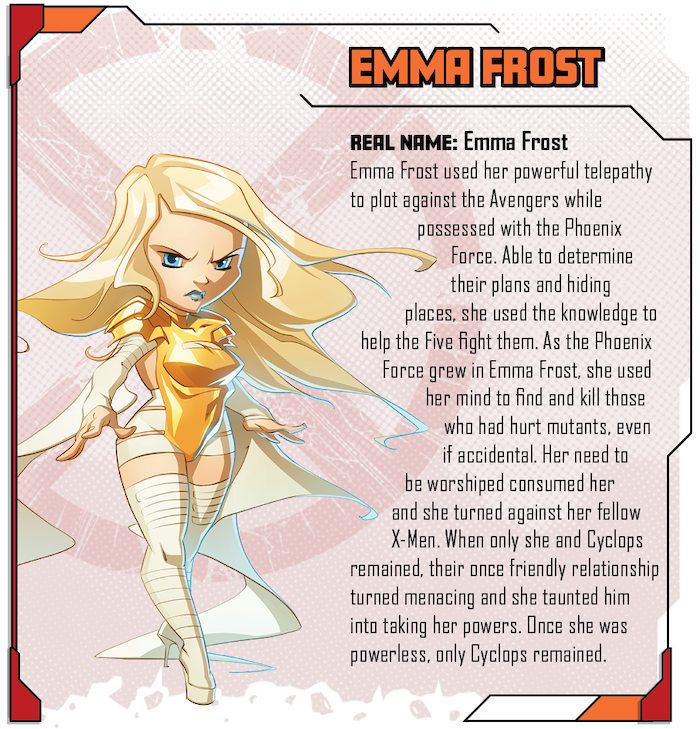 EMMA FROST
REAL NAME: Emma Frost
Emma Frost used her powerful telepathy
to plot against the Avengers while
possessed with the Phoenix
Force. Able to determine
their plans and hiding
places, she used the knowledge to
help the Five fight them. As the Phoenix
Force grew in Emma Frost, she used
her mind to find and kill those
who had hurt mutants, even
if accidental. Her need to
be worshiped consumed her
and she turned against her fellow
X-Men. When only she and Cyclops
remained, their once friendly relationship
turned menacing and she taunted him
into taking her powers. Once she was
powerless, only Cyclops remained.